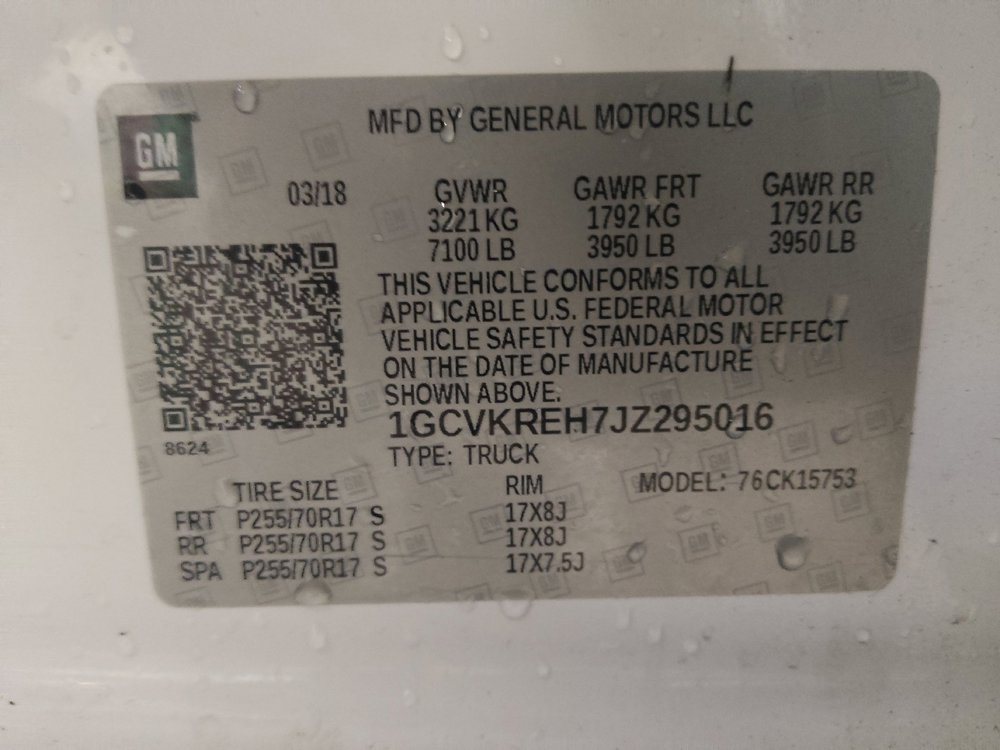 GM
MFD BY GENERAL MOTORS LLC
03/18 GVWR GAWR FRT GAWR RR
3221 KG 1792 KG 1792 KG
7100 LB 3950 LB 3950 LB
THIS VEHICLE CONFORMS TO ALL
APPLICABLE U.S. FEDERAL MOTOR
VEHICLE SAFETY STANDARDS IN EFFECT
ON THE DATE OF MANUFACTURE
SHOWN ABOVE.
1GCVKREH7JZ295016
8624
TYPE: TRUCK
TIRE SIZE RIM MODEL: 76CK15753
FRT P255/70R17 S 17X8J
RR P255/70R17 S 17X8J
SPA P255/70R17 S 17X7.5J